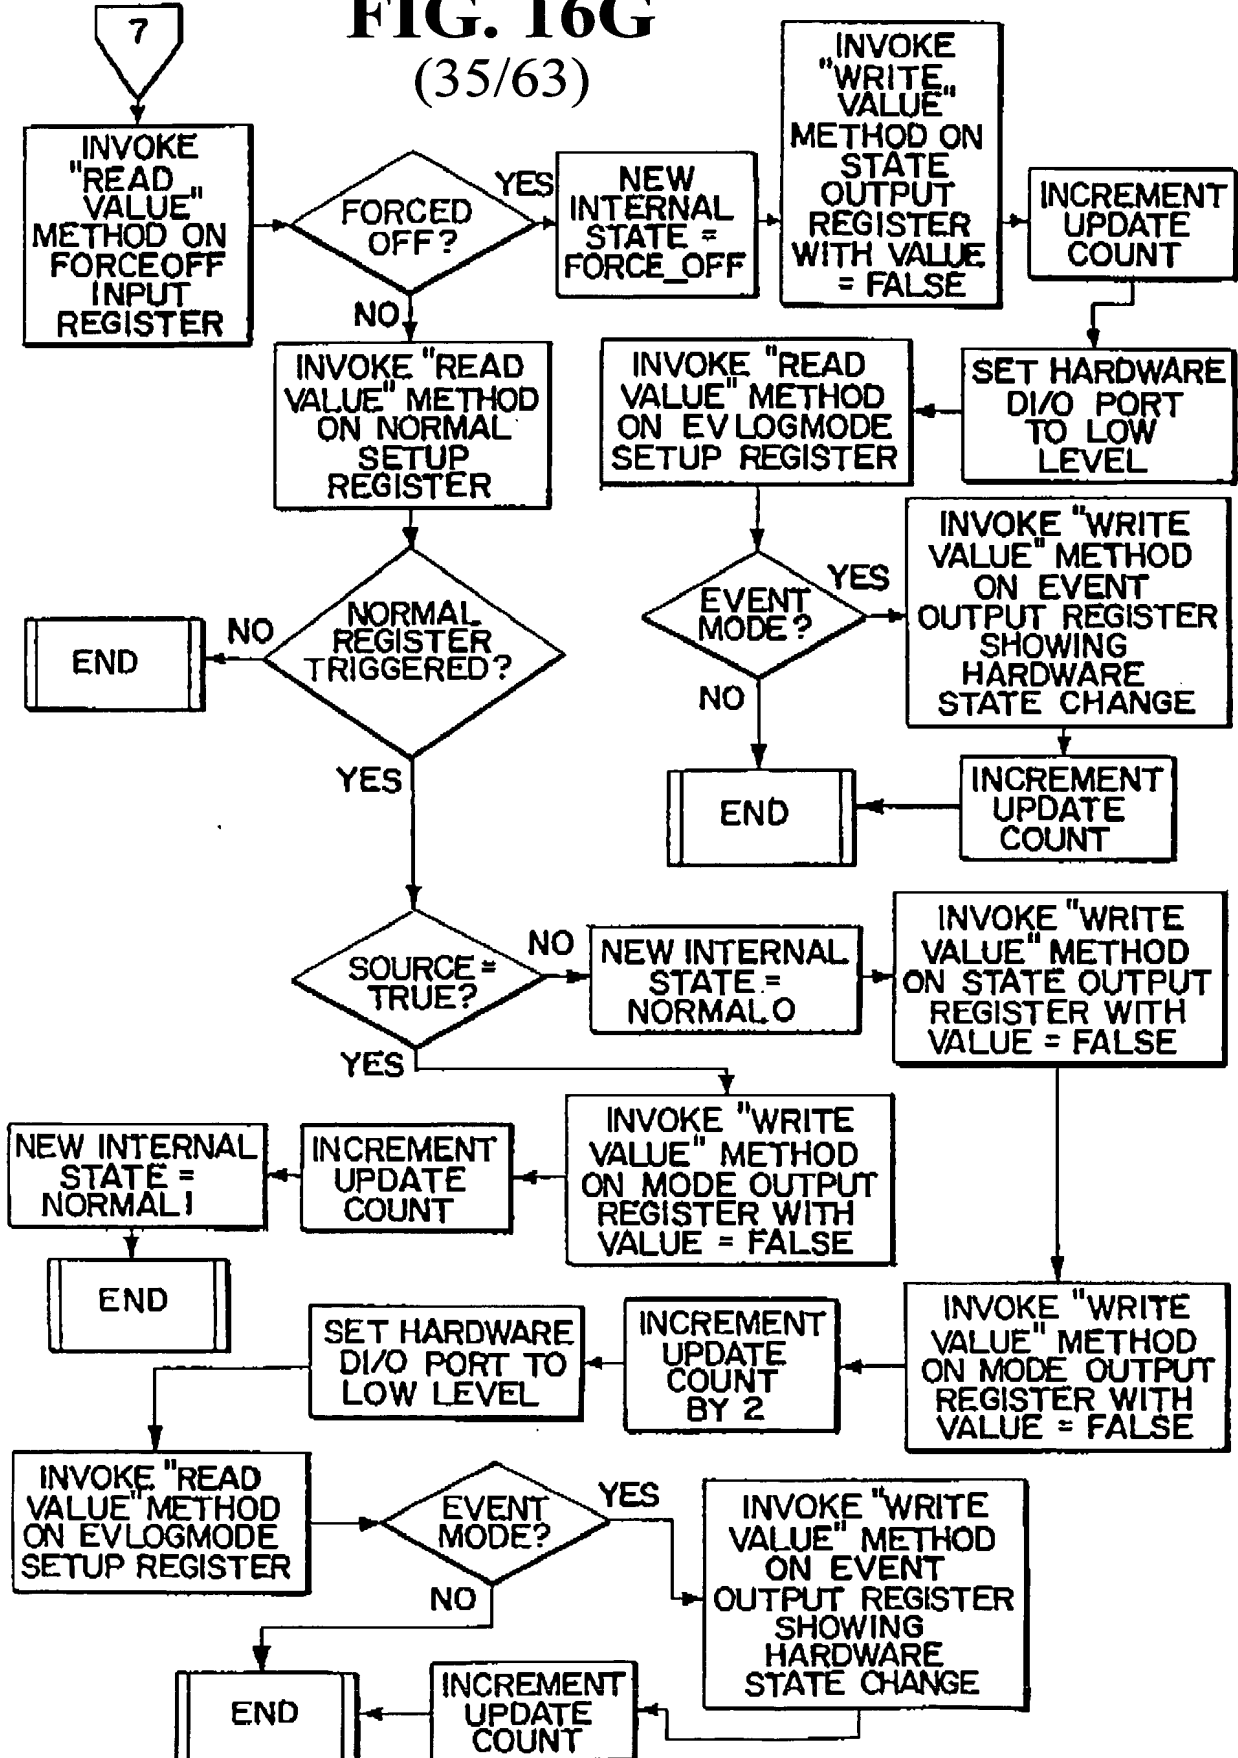 FIG. 16G
(35/63)
7
INVOKE
"READ
VALUE"
METHOD ON
FORCEOFF
INPUT
REGISTER
FORCED
OFF?
YES
NO
NEW
INTERNAL
STATE =
FORCE_OFF
INVOKE
"WRITE
VALUE"
METHOD ON
STATE
OUTPUT
REGISTER
WITH VALUE
= FALSE
INCREMENT
UPDATE
COUNT
SET HARDWARE
DI/O PORT
TO LOW
LEVEL
INVOKE "READ
VALUE" METHOD
ON EVLOGMODE
SETUP REGISTER
INVOKE "READ
VALUE" METHOD
ON NORMAL
SETUP
REGISTER
EVENT
MODE?
YES
NO
INVOKE "WRITE
VALUE" METHOD
ON EVENT
OUTPUT REGISTER
SHOWING
HARDWARE
STATE CHANGE
INCREMENT
UPDATE
COUNT
END
NORMAL
REGISTER
TRIGGERED?
NO
END
YES
SOURCE =
TRUE?
NO
NEW INTERNAL
STATE =
NORMAL0
INVOKE "WRITE
VALUE" METHOD
ON STATE OUTPUT
REGISTER WITH
VALUE = FALSE
YES
INVOKE "WRITE
VALUE" METHOD
ON MODE OUTPUT
REGISTER WITH
VALUE = FALSE
INCREMENT
UPDATE
COUNT
NEW INTERNAL
STATE =
NORMAL1
END
INVOKE "WRITE
VALUE" METHOD
ON MODE OUTPUT
REGISTER WITH
VALUE = FALSE
INCREMENT
UPDATE
COUNT
BY 2
SET HARDWARE
DI/O PORT TO
LOW LEVEL
INVOKE "READ
VALUE" METHOD
ON EVLOGMODE
SETUP REGISTER
EVENT
MODE?
YES
NO
INVOKE "WRITE
VALUE" METHOD
ON EVENT
OUTPUT REGISTER
SHOWING
HARDWARE
STATE CHANGE
INCREMENT
UPDATE
COUNT
END